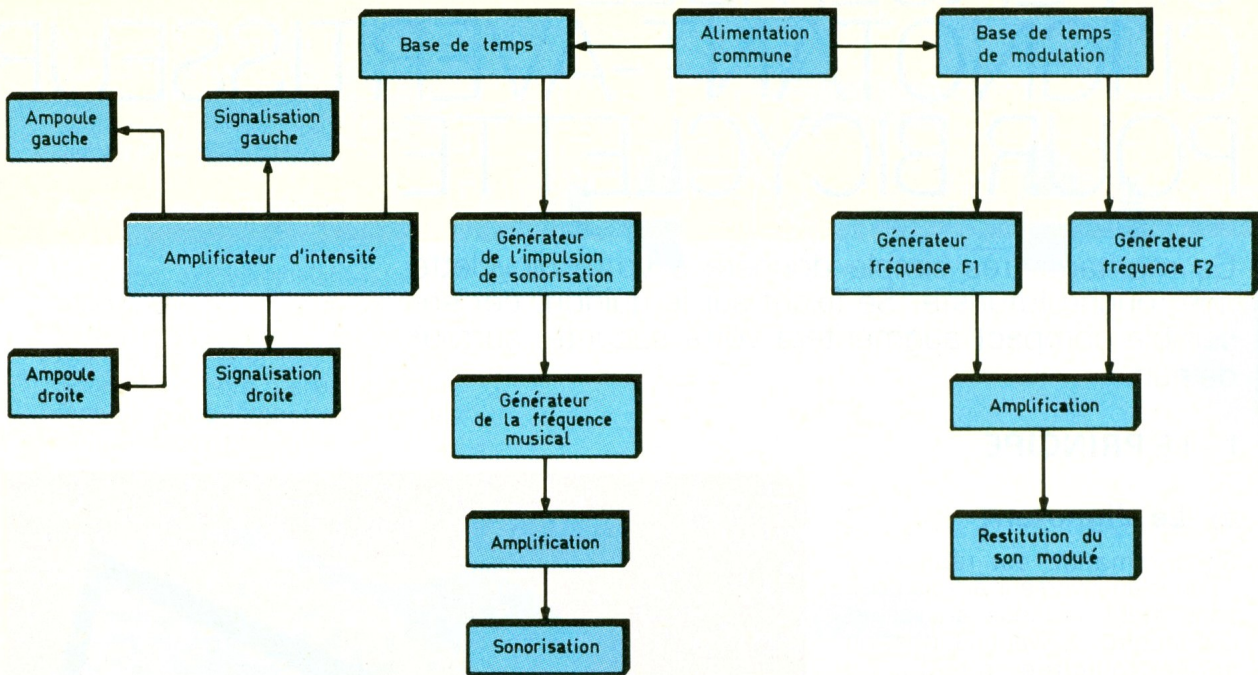 Base de temps
Alimentation
commune
Base de temps
de modulation
Ampoule
gauche
Signalisation
gauche
Amplificateur d'intensité
Générateur
de l'impulsion
de sonorisation
Générateur
fréquence F1
Générateur
fréquence F2
Ampoule
droite
Signalisation
droite
Générateur
de la fréquence
musical
Amplification
Amplification
Restitution du
son modulé
Sonorisation